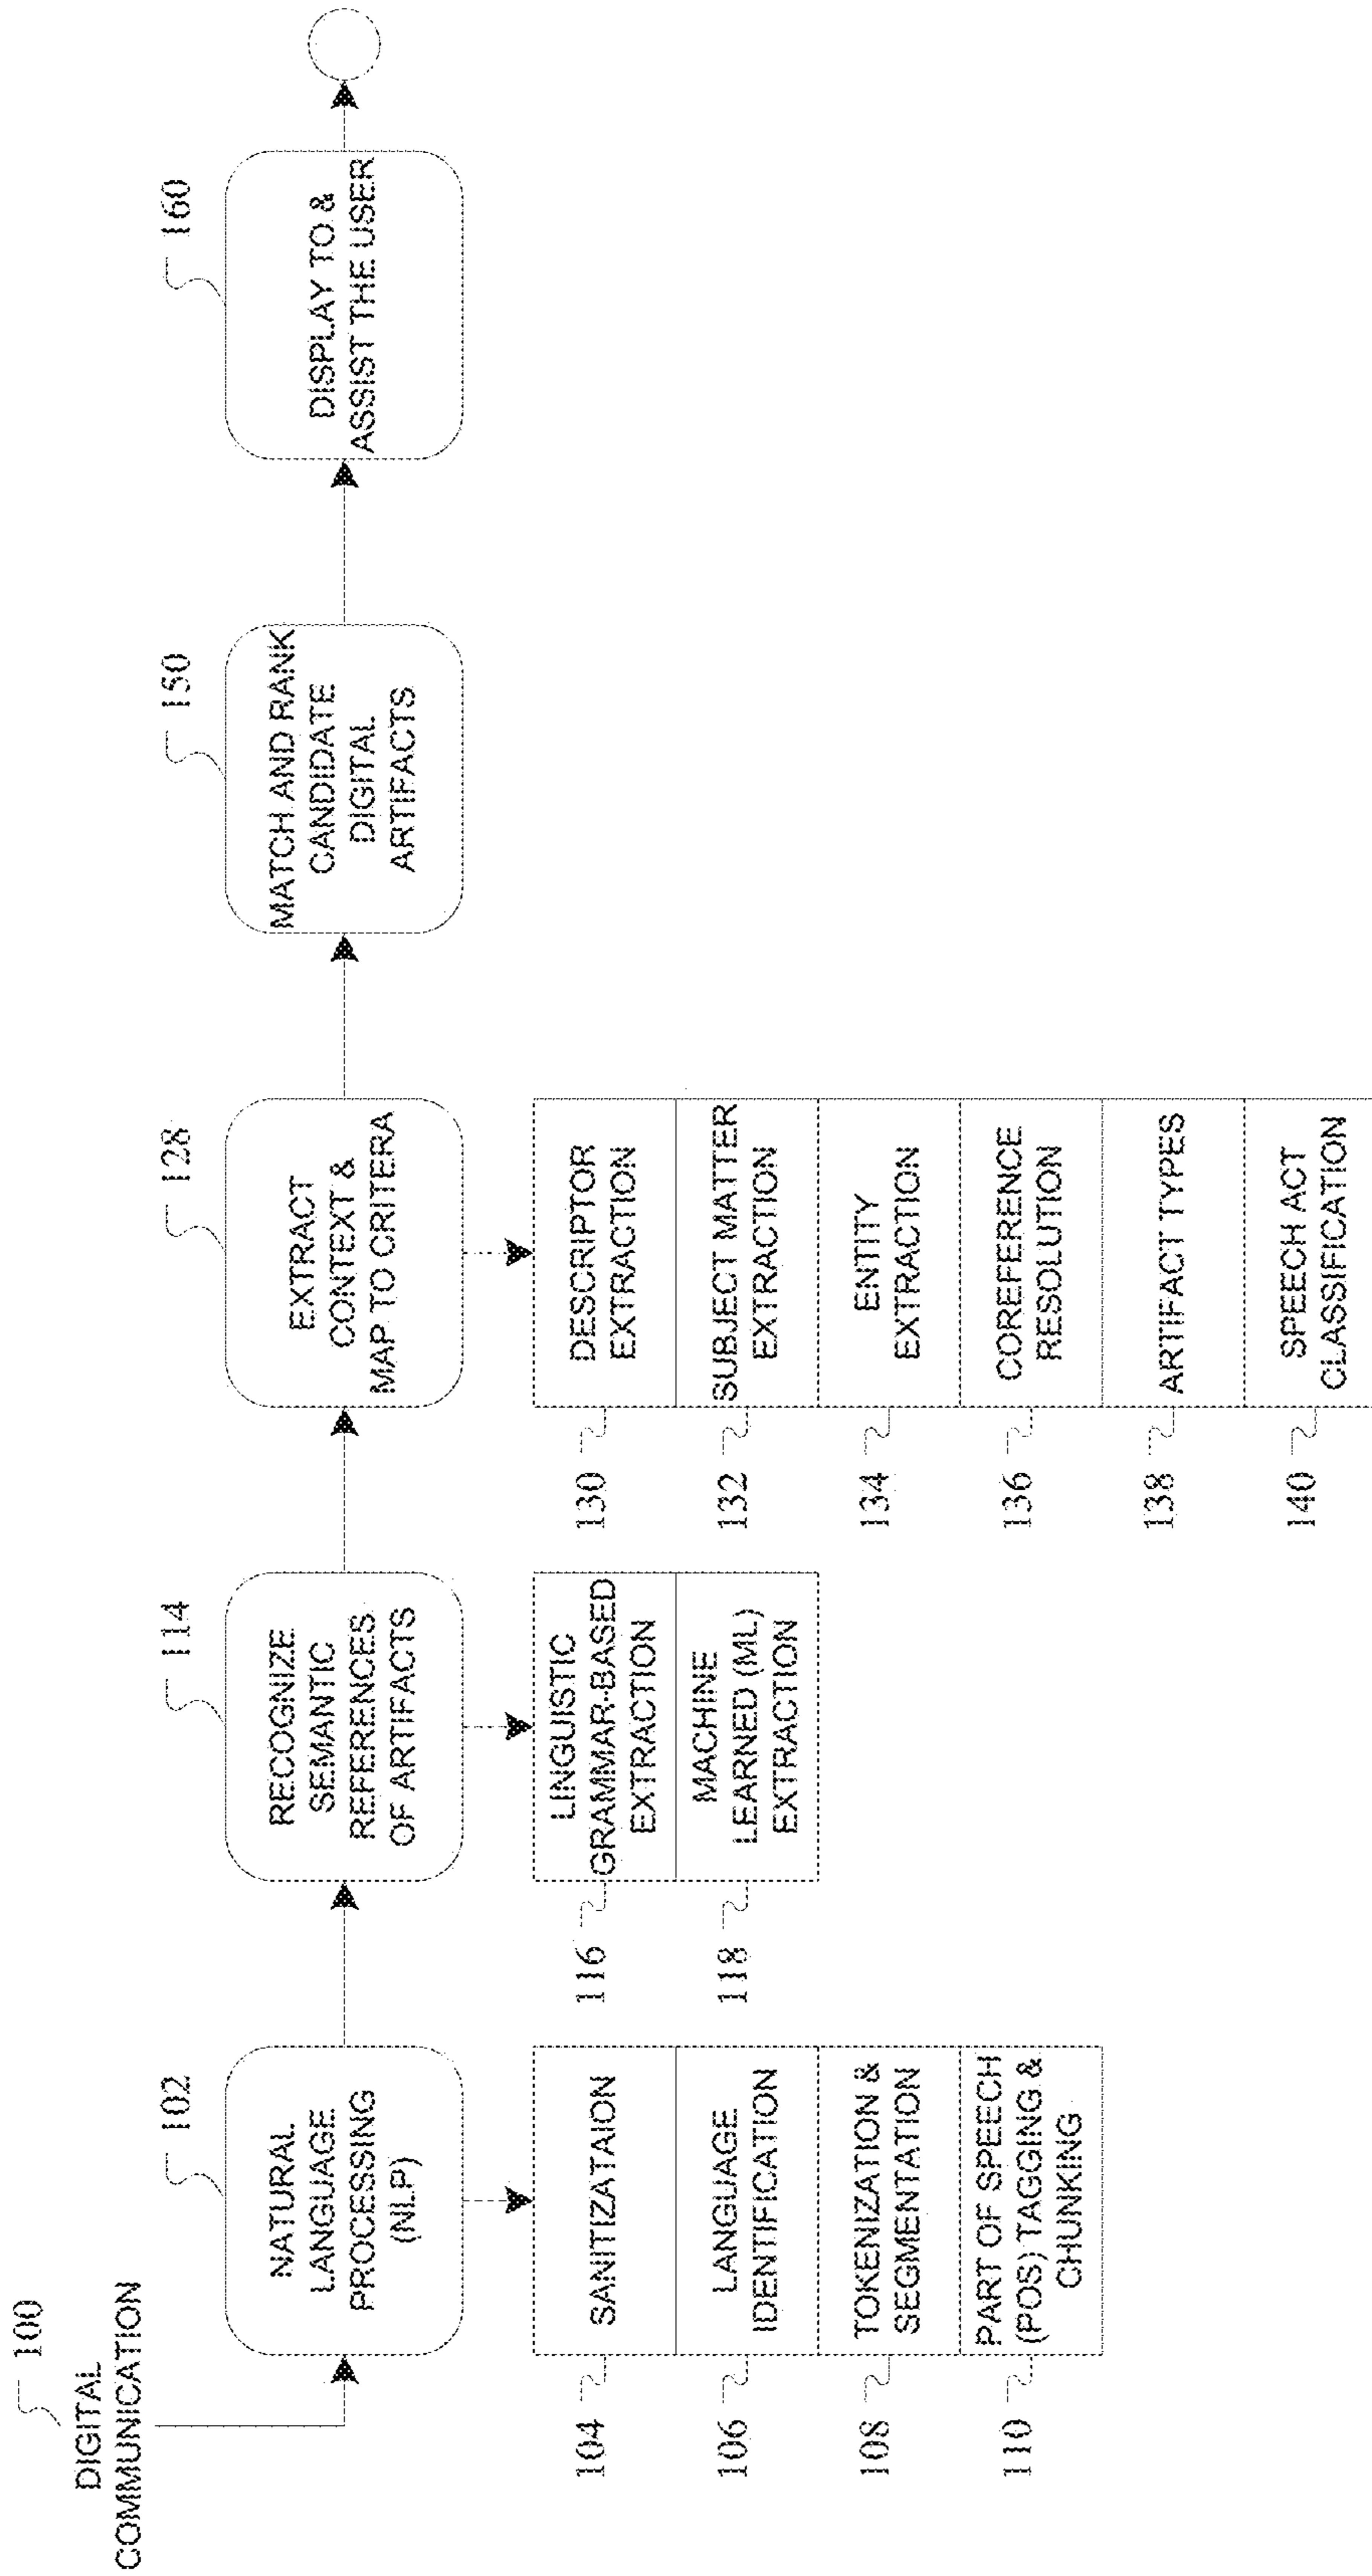 100
DIGITAL
COMMUNICATION
102
NATURAL
LANGUAGE
PROCESSING
(NLP)
104
SANITIZATAION
106
LANGUAGE
IDENTIFICATION
108
TOKENIZATION &
SEGMENTATION
110
PART OF SPEECH
(POS) TAGGING &
CHUNKING
114
RECOGNIZE
SEMANTIC
REFERENCES
OF ARTIFACTS
116
LINGUISTIC
GRAMMAR-BASED
EXTRACTION
118
MACHINE
LEARNED (ML)
EXTRACTION
128
EXTRACT
CONTEXT &
MAP TO CRITERA
130
DESCRIPTOR
EXTRACTION
132
SUBJECT MATTER
EXTRACTION
134
ENTITY
EXTRACTION
136
COREFERENCE
RESOLUTION
138
ARTIFACT TYPES
140
SPEECH ACT
CLASSIFICATION
150
MATCH AND RANK
CANDIDATE
DIGITAL
ARTIFACTS
160
DISPLAY TO &
ASSIST THE USER